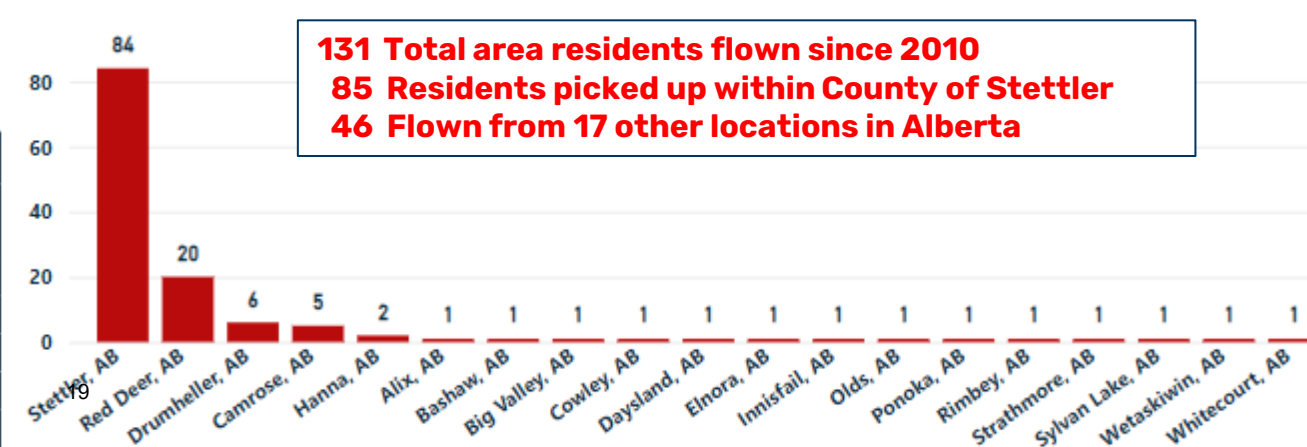 131 Total area residents flown since 2010
85 Residents picked up within County of Stettler
46 Flown from 17 other locations in Alberta
80
60
40
20
0
84
20
6
5
2
1
1
1
1
1
1
1
1
1
1
1
1
1
1
Stettler, AB
Red Deer, AB
Drumheller, AB
Camrose, AB
Hanna, AB
Alix, AB
Bashaw, AB
Big Valley, AB
Cowley, AB
Daysland, AB
Elnora, AB
Innisfail, AB
Olds, AB
Ponoka, AB
Rimbey, AB
Strathmore, AB
Sylvan Lake, AB
Wetaskiwin, AB
Whitecourt, AB
19